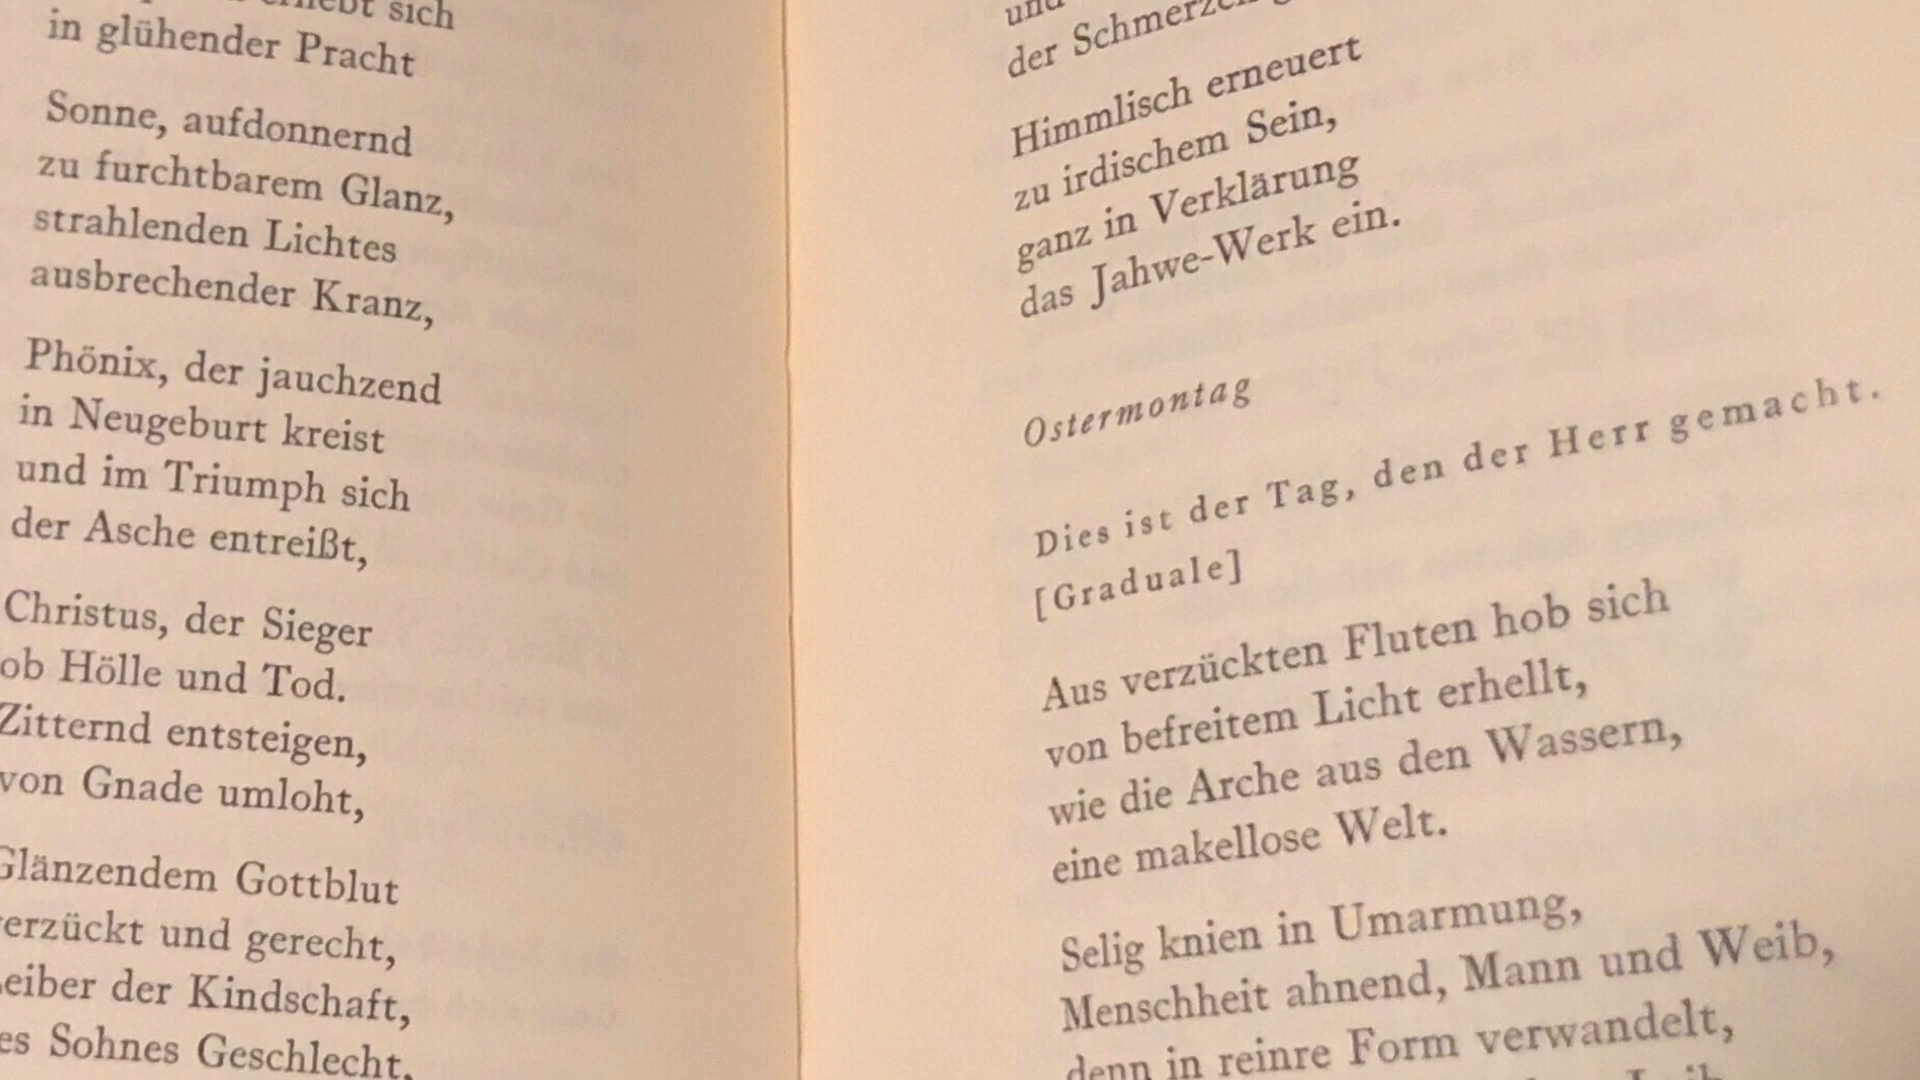 sich
in glühender Pracht
Sonne, aufdonnernd
zu furchtbarem Glanz,
strahlenden Lichtes
ausbrechender Kranz,
Phönix, der jauchzend
in Neugeburt kreist
und im Triumph sich
der Asche entreißt,
Christus, der Sieger
ob Hölle und Tod.
Zitternd entsteigen,
von Gnade umloht,
Glänzendem Gottblut
und gerecht,
der Kindschaft,
Sohnes Geschlecht,
und
der
Himmlisch erneuert
zu irdischem Sein,
ganz in Verklärung
das Jahwe-Werk ein.
Ostermontag
Dies ist der Tag, den der Herr gemacht.
[Graduale]
Aus verzückten Fluten hob sich
von befreitem Licht erhellt,
wie die Arche aus den Wassern,
eine makellose Welt.
Selig knien in Umarmung,
Menschheit ahnend, Mann und Weib,
denn in reinre Form verwandelt,